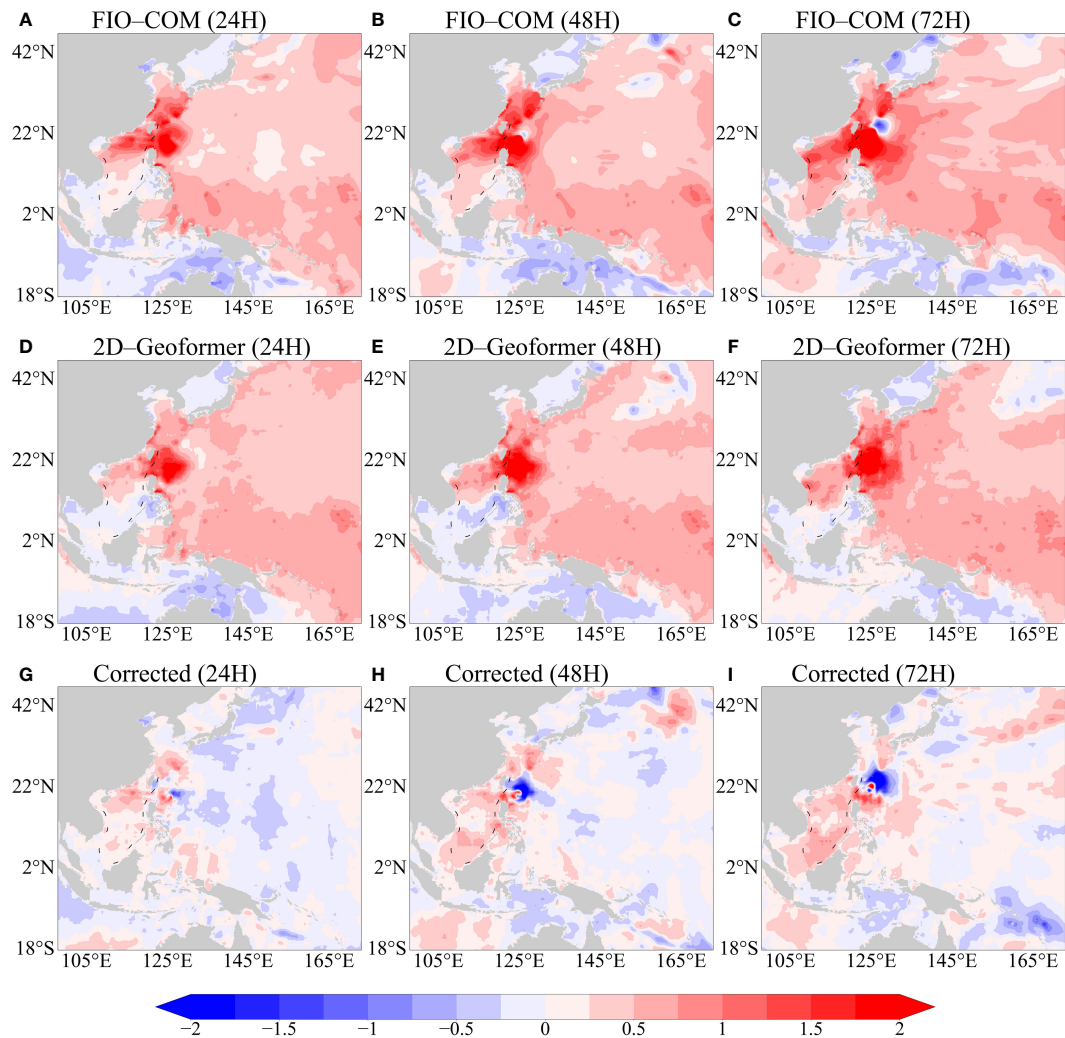 A FIO–COM (24H)
B FIO–COM (48H)
C FIO–COM (72H)
42°N 42°N 42°N
22°N 22°N 22°N
2°N 2°N 2°N
18°S 18°S 18°S
105°E 125°E 145°E 165°E 105°E 125°E 145°E 165°E 105°E 125°E 145°E 165°E
D 2D–Geoformer (24H)
E 2D–Geoformer (48H)
F 2D–Geoformer (72H)
42°N 42°N 42°N
22°N 22°N 22°N
2°N 2°N 2°N
18°S 18°S 18°S
105°E 125°E 145°E 165°E 105°E 125°E 145°E 165°E 105°E 125°E 145°E 165°E
G Corrected (24H)
H Corrected (48H)
I Corrected (72H)
42°N 42°N 42°N
22°N 22°N 22°N
2°N 2°N 2°N
18°S 18°S 18°S
105°E 125°E 145°E 165°E 105°E 125°E 145°E 165°E 105°E 125°E 145°E 165°E
−2 −1.5 −1 −0.5 0 0.5 1 1.5 2